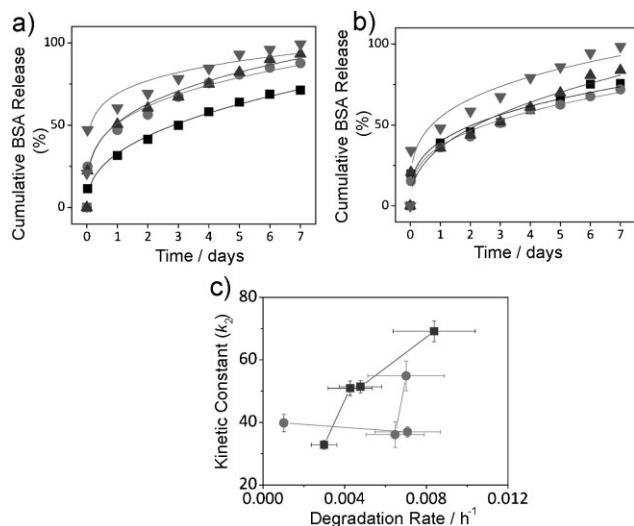 a)
Cumulative BSA Release
(%)
100
50
0
0 1 2 3 4 5 6 7
Time / days
b)
Cumulative BSA Release
(%)
100
50
0
0 1 2 3 4 5 6 7
Time / days
c)
Kinetic Constant (k₂)
80
60
40
20
0.000 0.004 0.008 0.012
Degradation Rate / h⁻¹